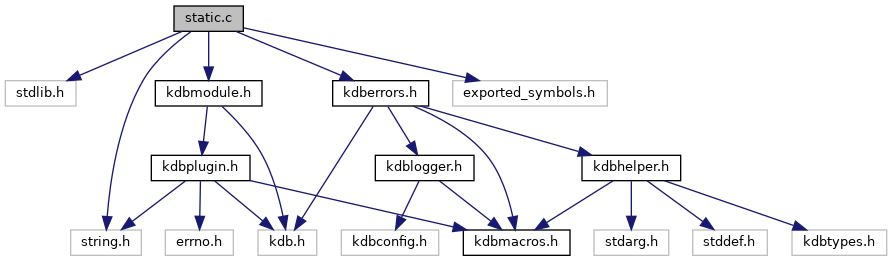 static.c
stdlib.h
kdbmodule.h
kdberrors.h
exported_symbols.h
kdbplugin.h
kdblogger.h
kdbhelper.h
string.h
errno.h
kdb.h
kdbconfig.h
kdbmacros.h
stdarg.h
stddef.h
kdbtypes.h